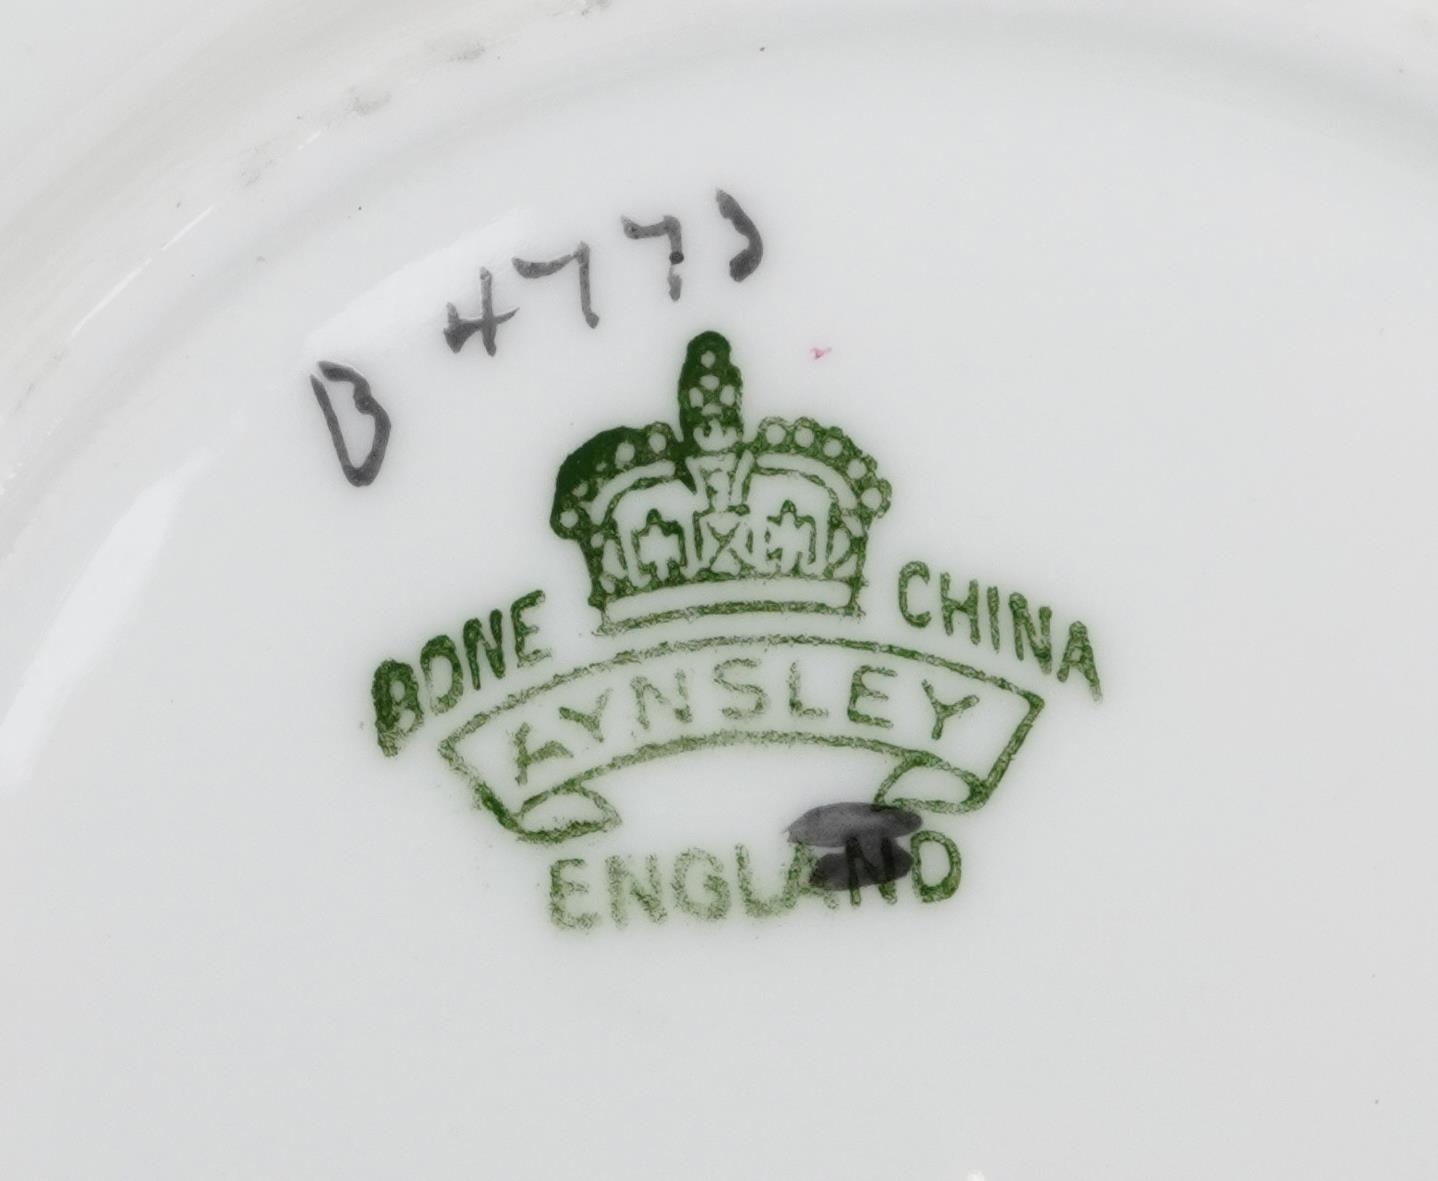 B 4773
BONE CHINA
AYNSLEY
ENGLAND